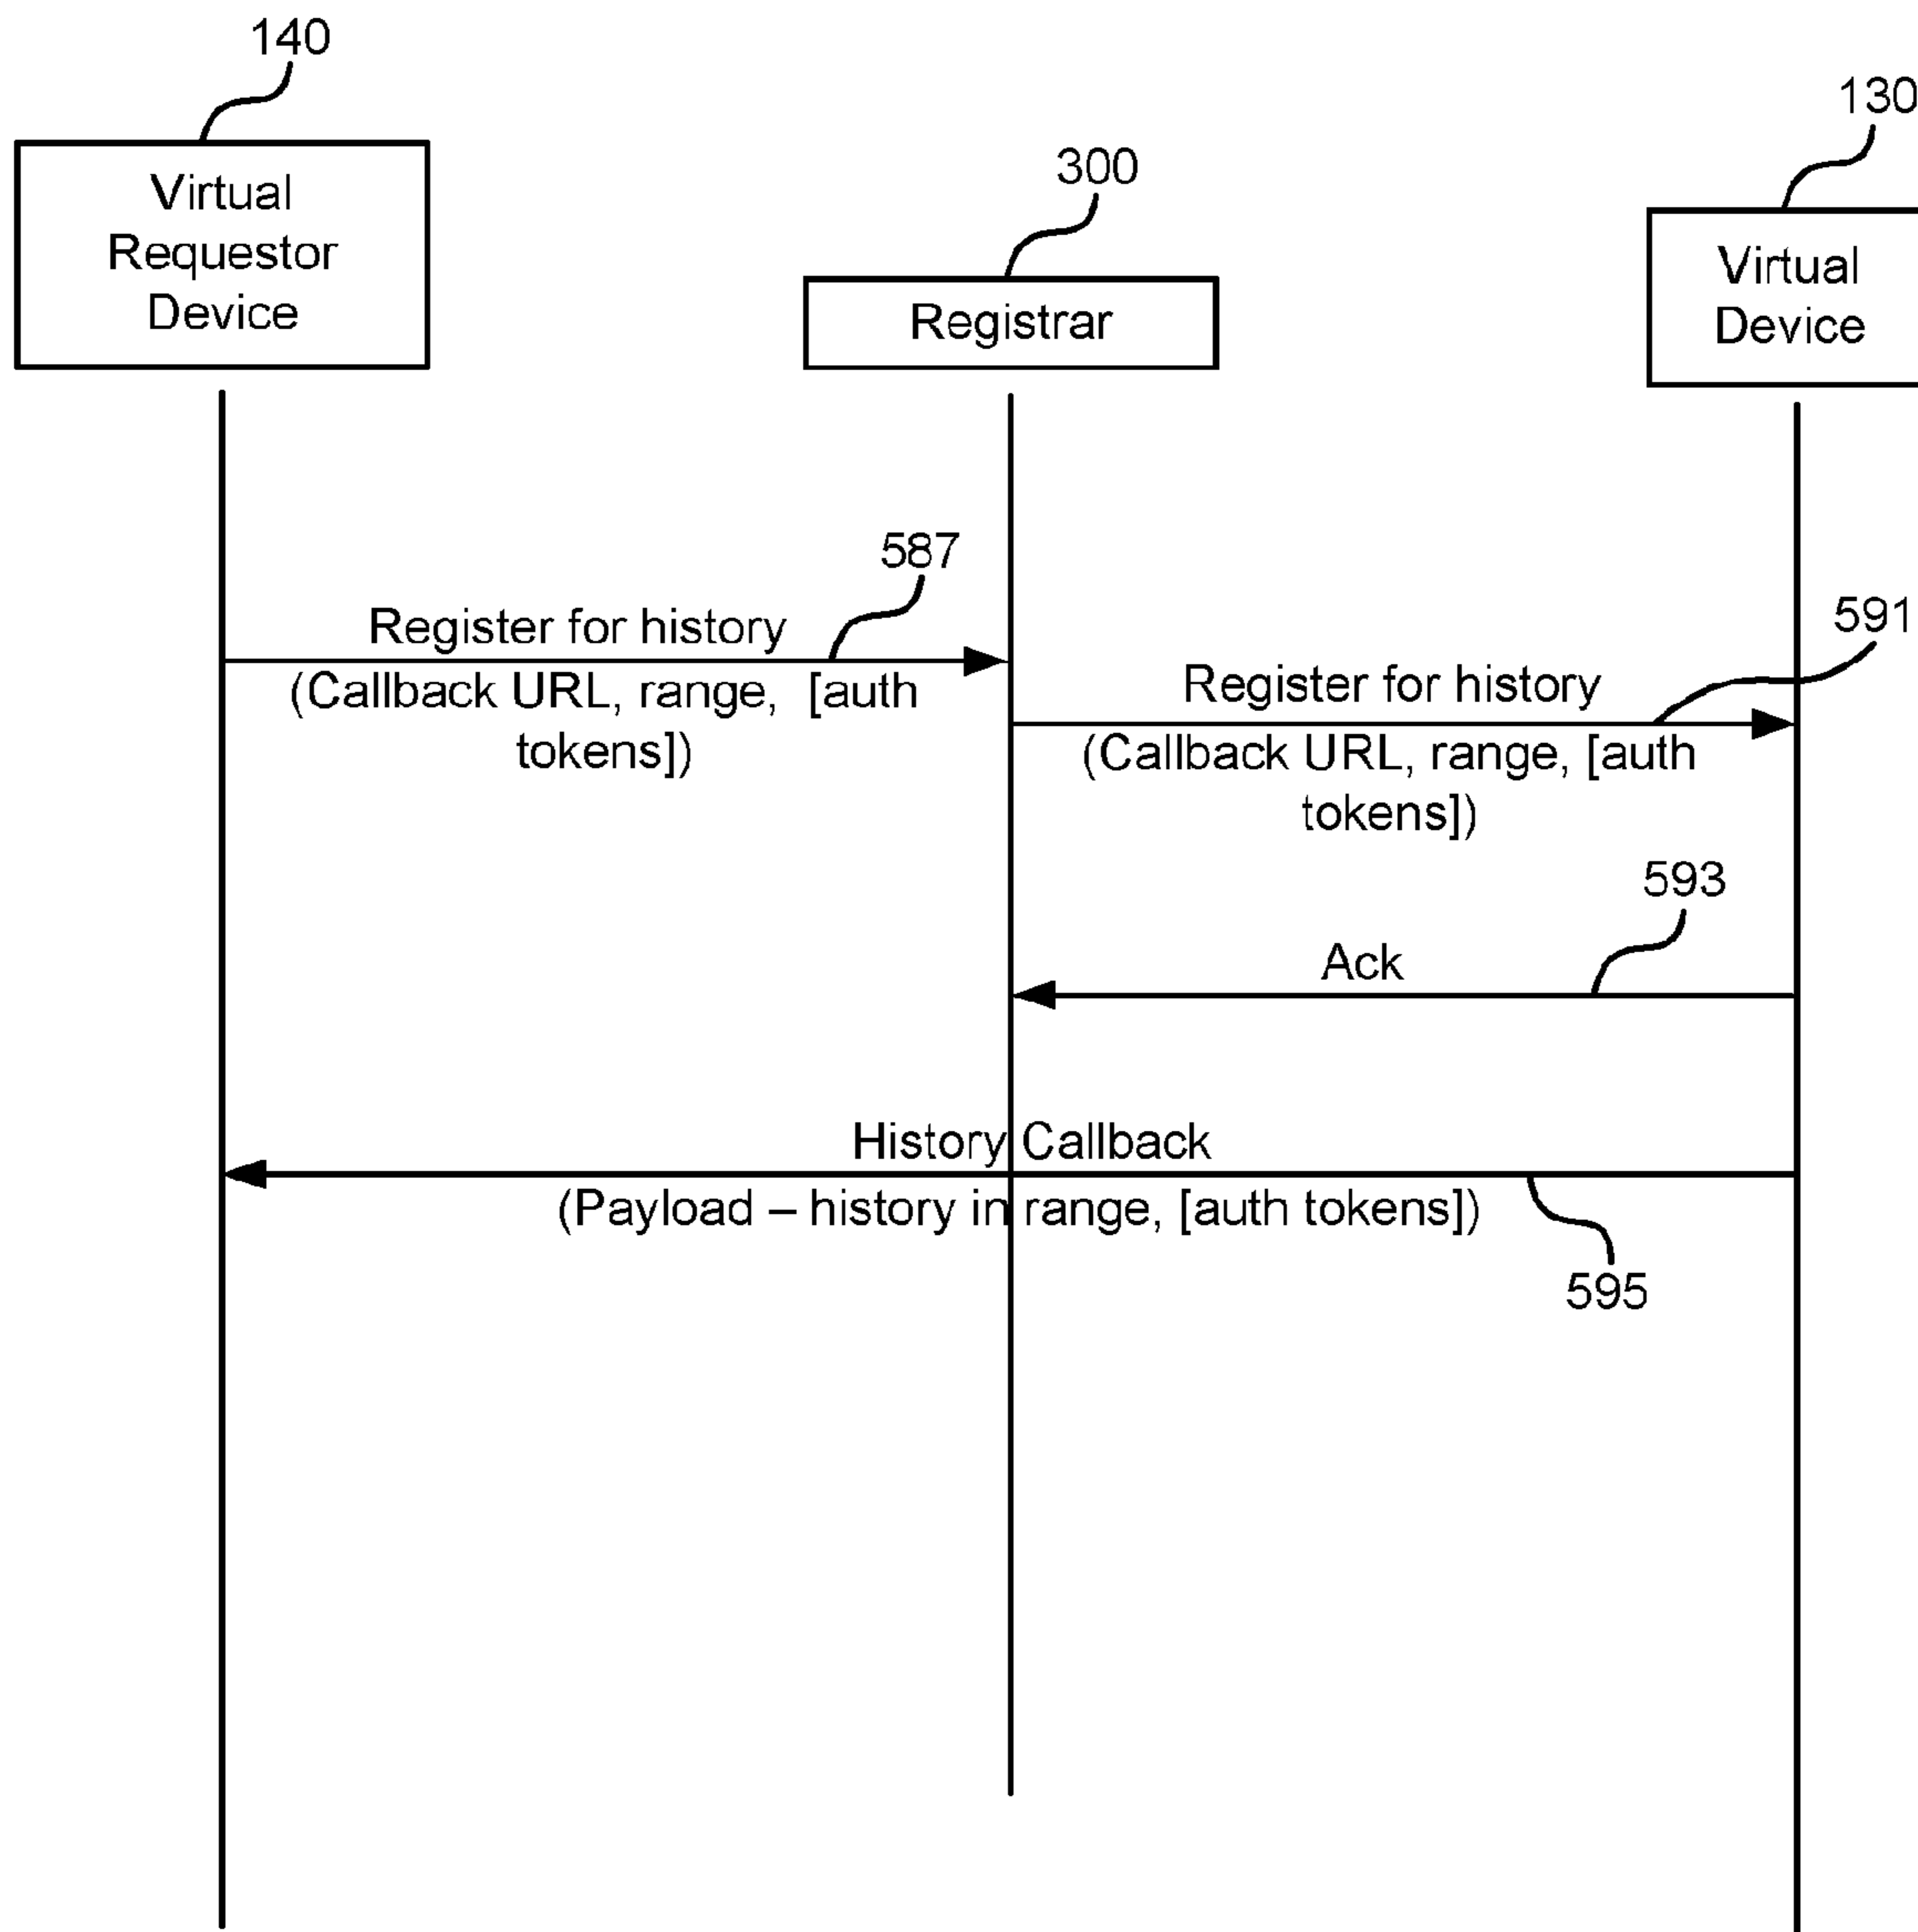 140
130
300
Virtual
Requestor
Device
Registrar
Virtual
Device
587
Register for history
(Callback URL, range, [auth
tokens])
591
Register for history
(Callback URL, range, [auth
tokens])
593
Ack
History Callback
(Payload – history in range, [auth tokens])
595